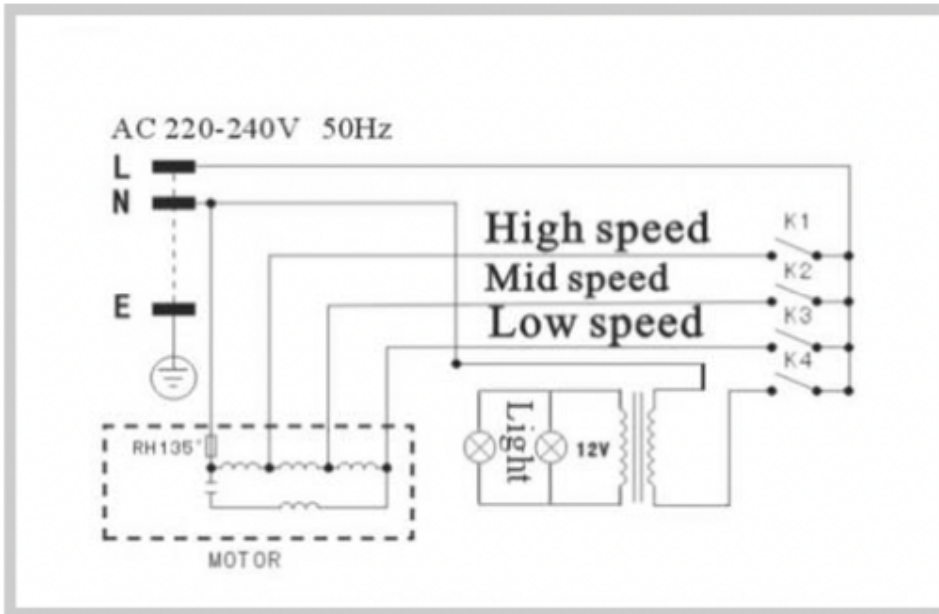 AC 220-240V 50Hz
L
N
E
High speed
Mid speed
Low speed
K1
K2
K3
K4
Light
12V
RH135°
MOTOR